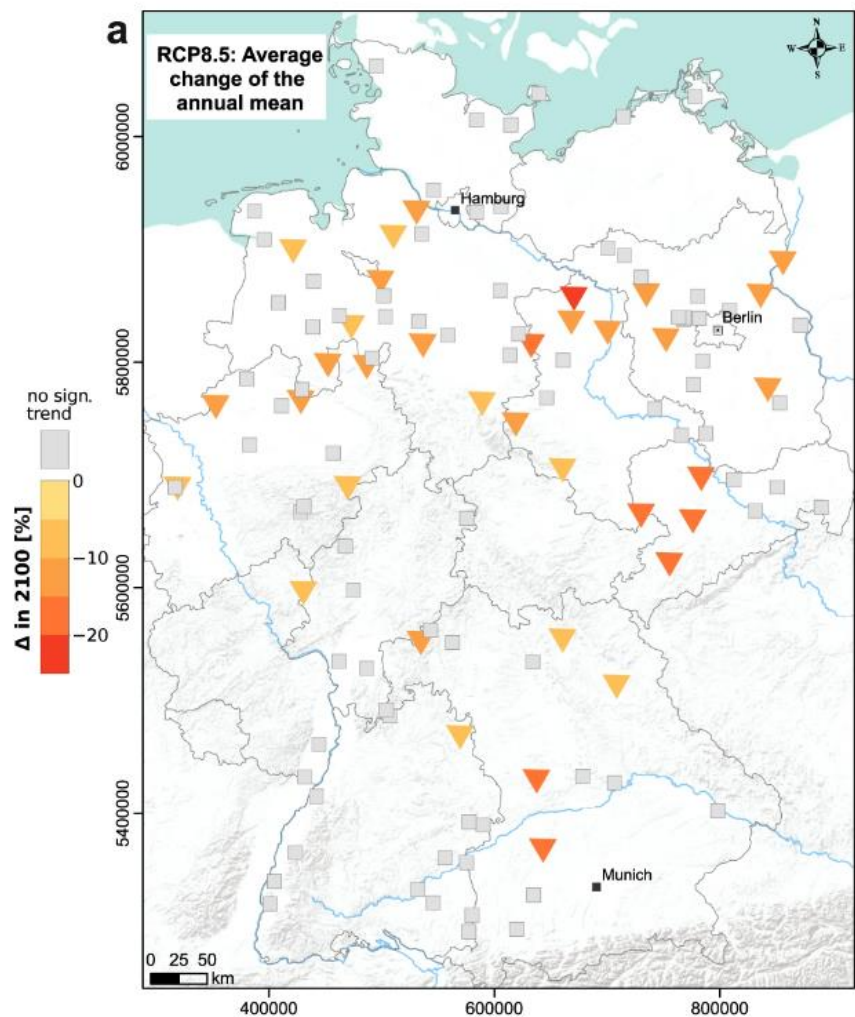 a
RCP8.5: Average
change of the
annual mean
N
W E
S
6000000
Hamburg
Berlin
5800000
no sign.
trend
0
−10
−20
Δ in 2100 [%]
5600000
5400000
Munich
0 25 50
km
400000 600000 800000